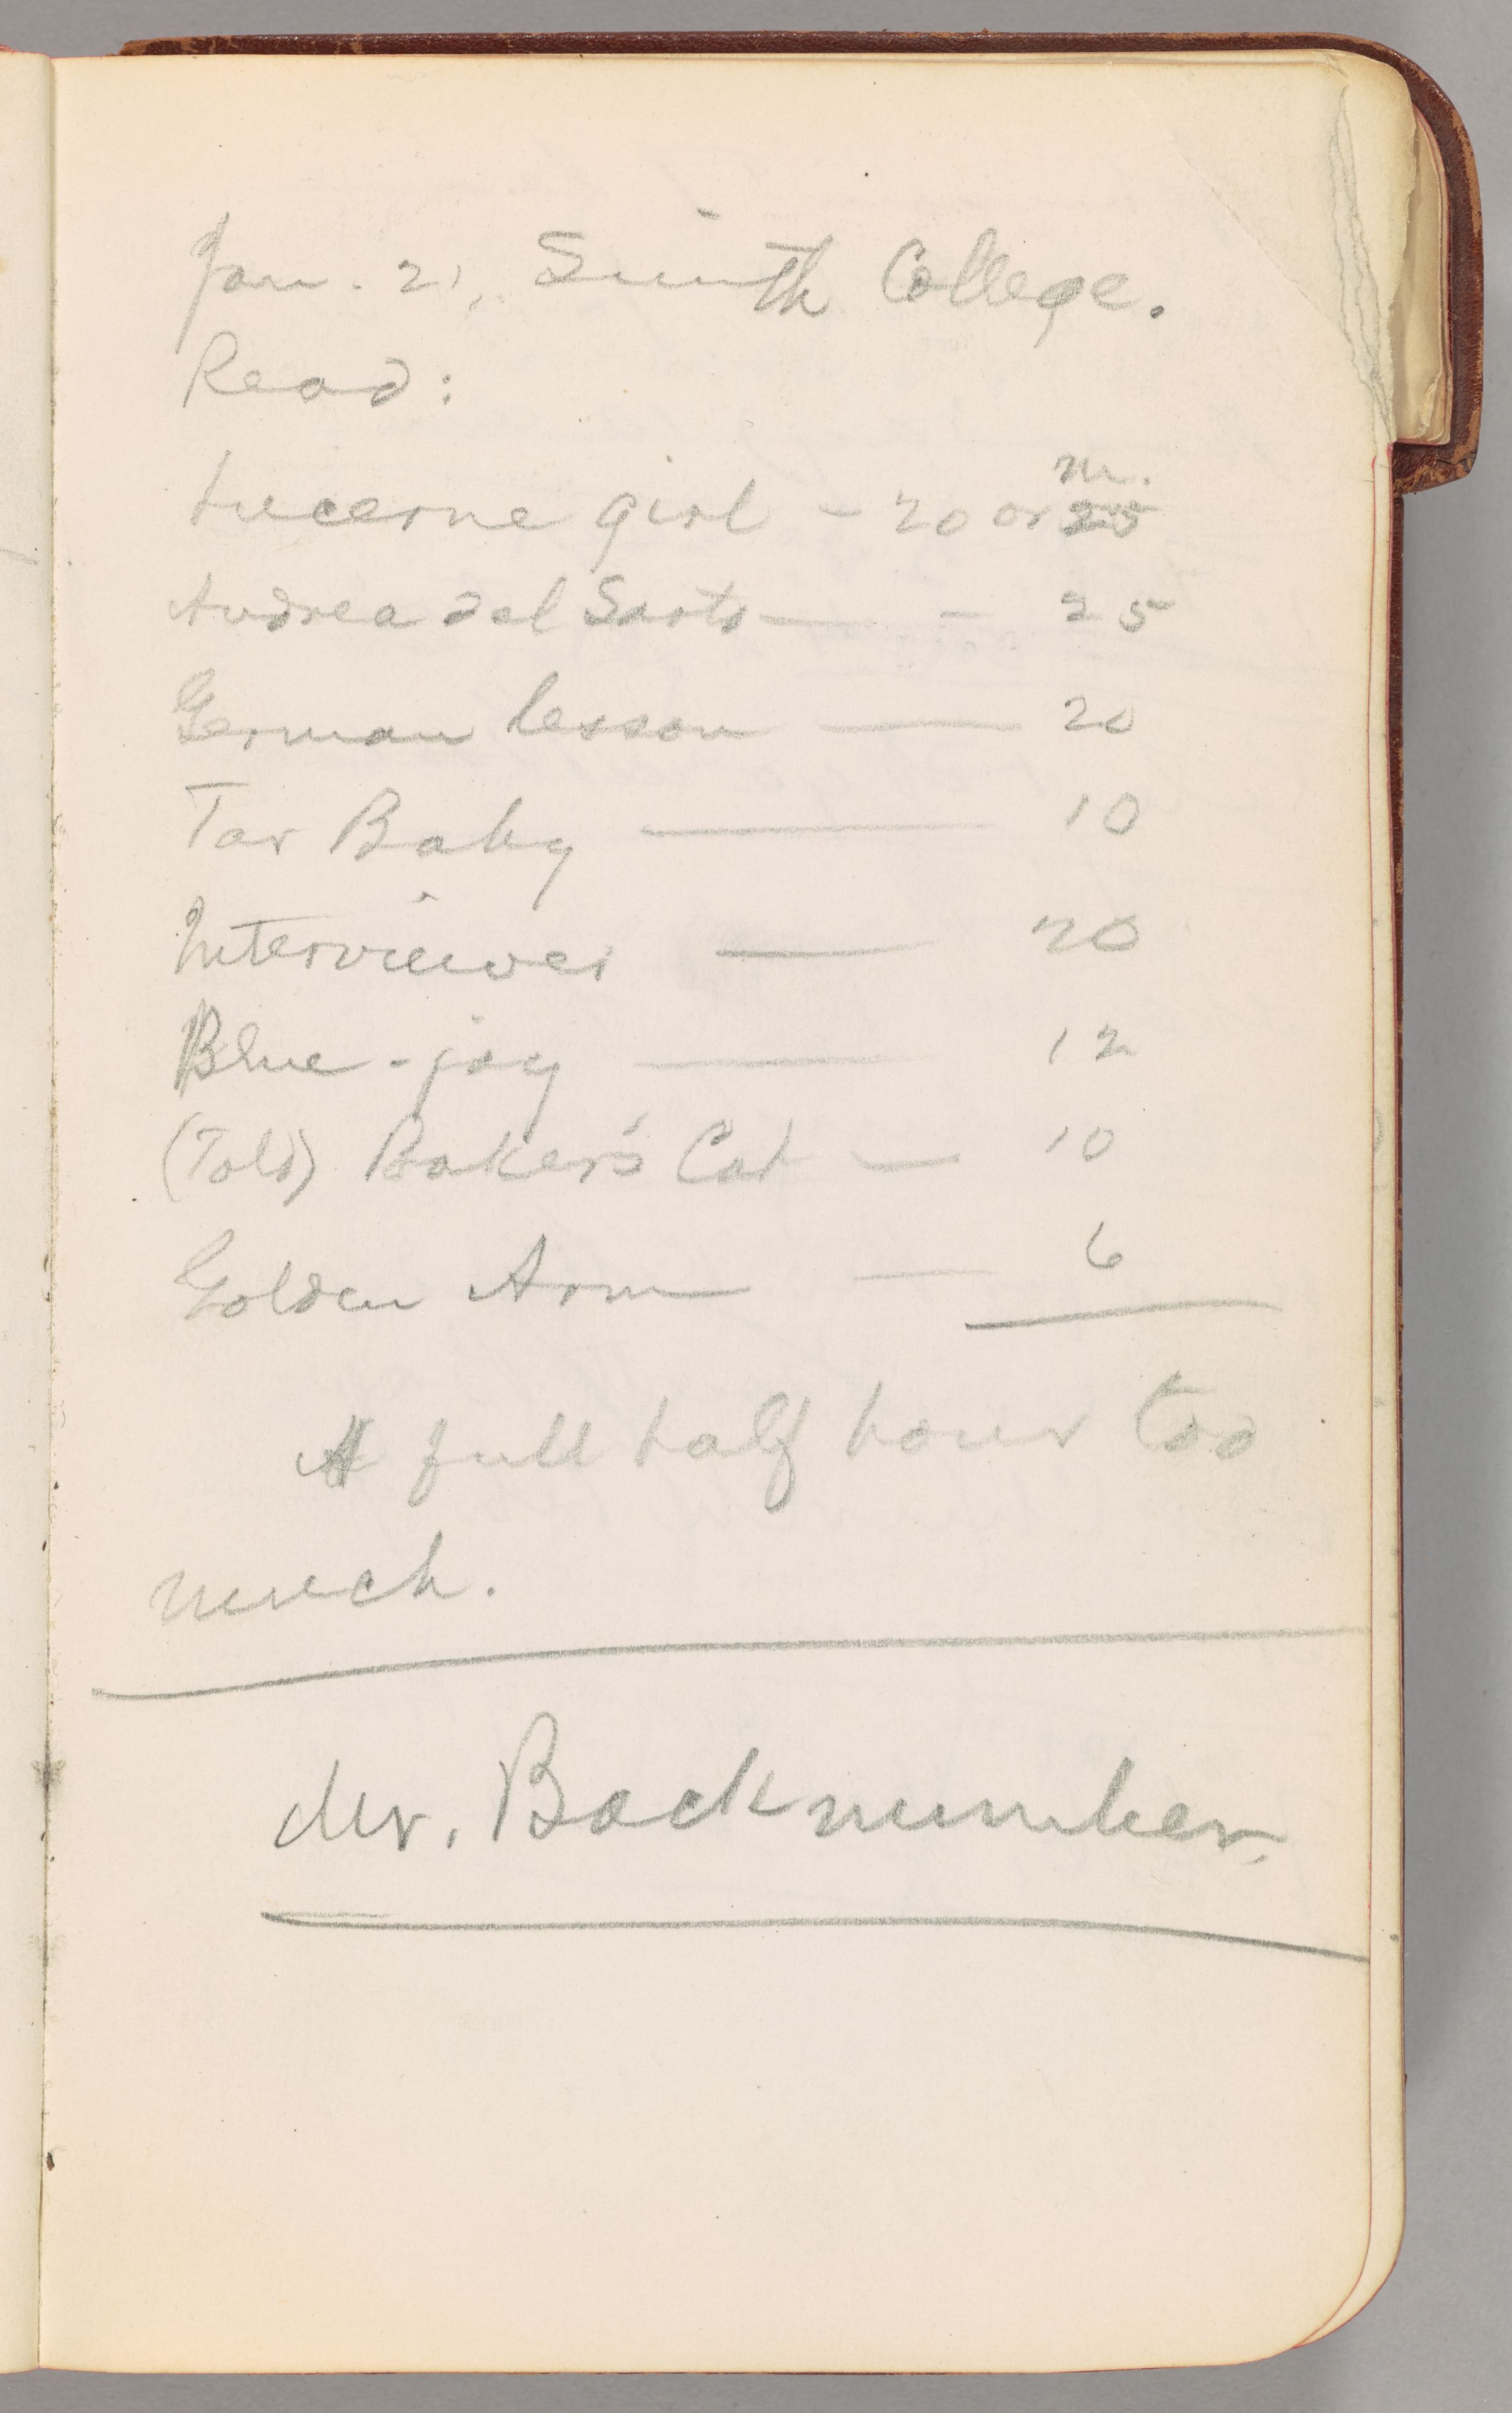 Jan. 21, Smith College.
Read:
m.
Lucerne girl - 20 or 25
Andrea del Sarto — - 25
German lesson — 20
Tar Baby — 10
Interviewer — 20
Blue-jay — 12
(Told) Baker's Cat — 10
Golden Arm — 6
A full half hour too
much.
Mr. Backnumber.